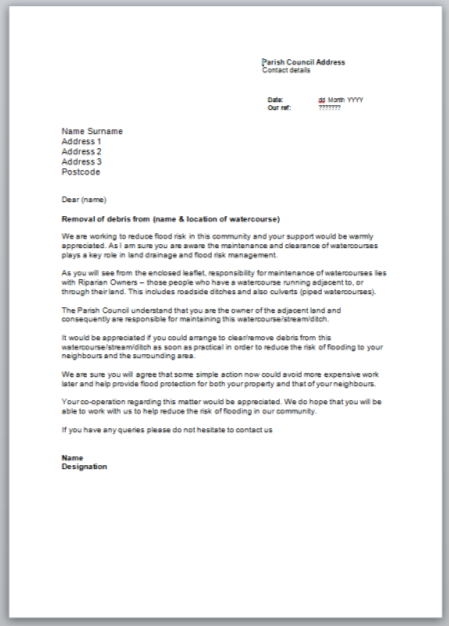 Parish Council Address
Contact details
Date: dd Month YYYY
Our ref: ???????
Name Surname
Address 1
Address 2
Address 3
Postcode
Dear (name)
Removal of debris from (name & location of watercourse)
We are working to reduce flood risk in this community and your support would be warmly
appreciated. As I am sure you are aware the maintenance and clearance of watercourses
plays a key role in land drainage and flood risk management.
As you will see from the enclosed leaflet, responsibility for maintenance of watercourses lies
with Riparian Owners – those people who have a watercourse running adjacent to, or
through their land. This includes roadside ditches and also culverts (piped watercourses).
The Parish Council understand that you are the owner of the adjacent land and
consequently are responsible for maintaining this watercourse/stream/ditch.
It would be appreciated if you could arrange to clear/remove debris from this
watercourse/stream/ditch as soon as practical in order to reduce the risk of flooding to your
neighbours and the surrounding area.
We are sure you will agree that some simple action now could avoid more expensive work
later and help provide flood protection for both your property and that of your neighbours.
Your co-operation regarding this matter would be appreciated. We do hope that you will be
able to work with us to help reduce the risk of flooding in our community.
If you have any queries please do not hesitate to contact us
Name
Designation